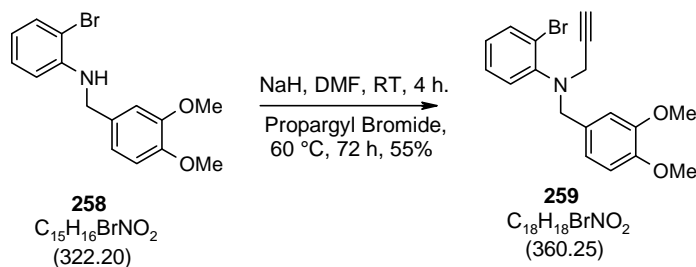 Br
NH
OMe
OMe
258
C15H16BrNO2
(322.20)
NaH, DMF, RT, 4 h.
Propargyl Bromide,
60 °C, 72 h, 55%
Br
N
OMe
OMe
259
C18H18BrNO2
(360.25)